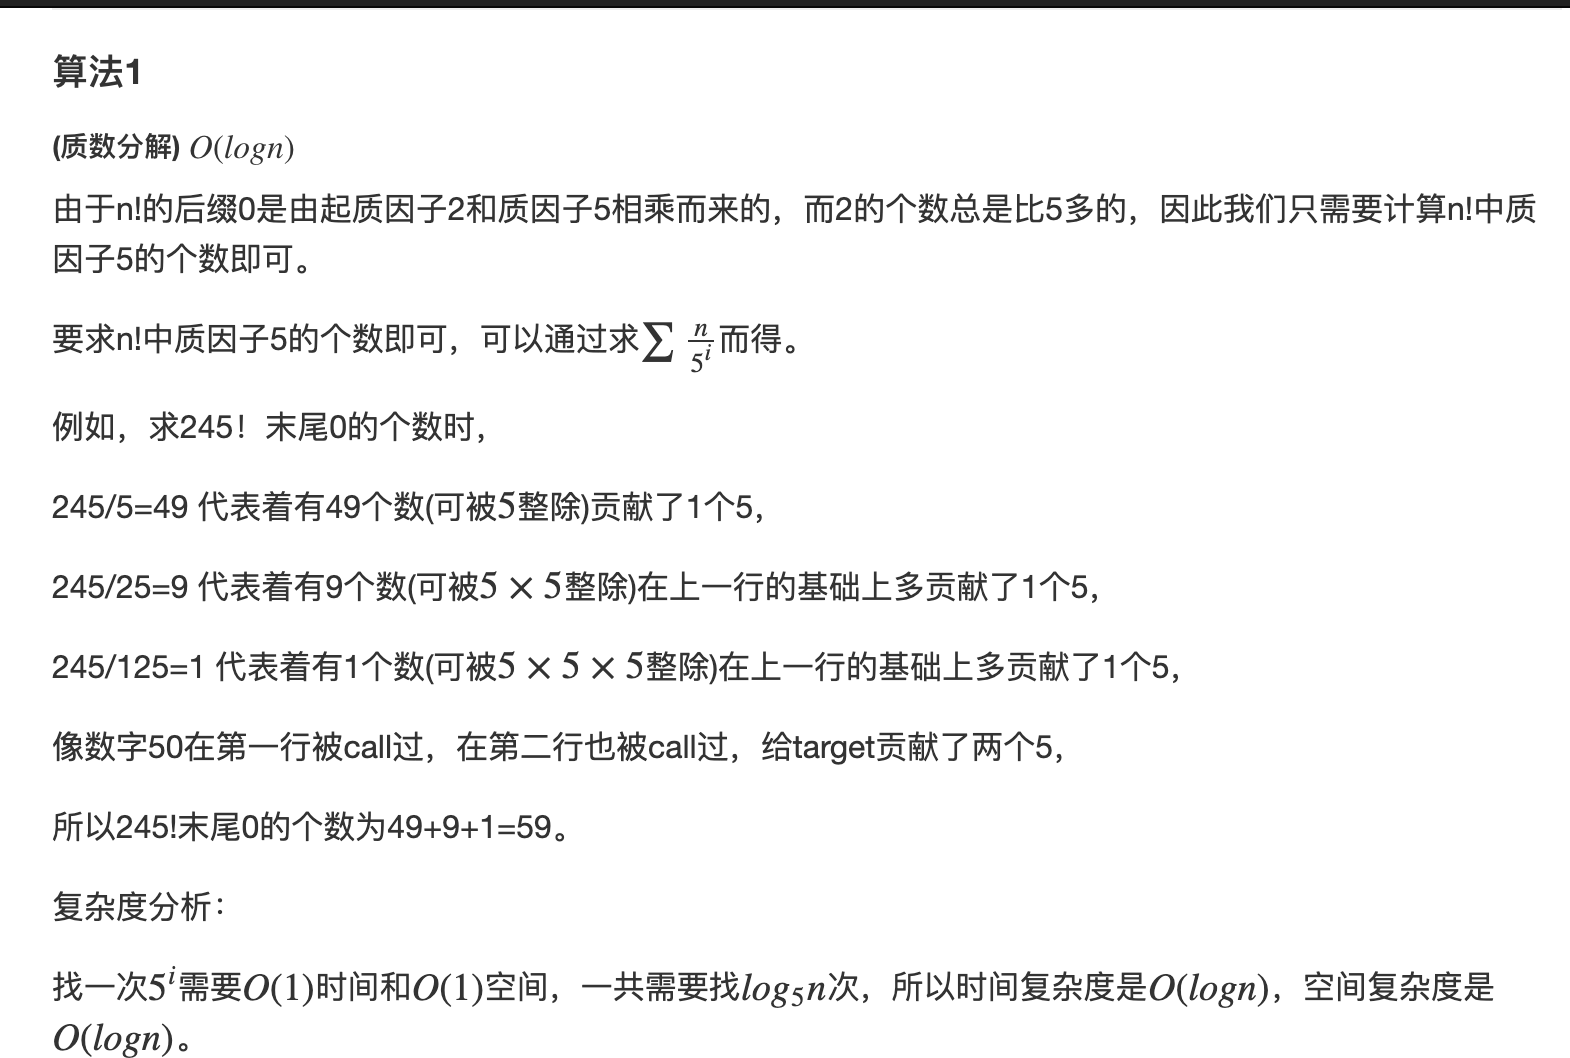 算法1
(质数分解) O(logn)
由于n!的后缀0是由起质因子2和质因子5相乘而来的，而2的个数总是比5多的，因此我们只需要计算n!中质
因子5的个数即可。
要求n!中质因子5的个数即可，可以通过求∑ n/5^i而得。
例如，求245！末尾0的个数时，
245/5=49 代表着有49个数(可被5整除)贡献了1个5，
245/25=9 代表着有9个数(可被5 × 5整除)在上一行的基础上多贡献了1个5，
245/125=1 代表着有1个数(可被5 × 5 × 5整除)在上一行的基础上多贡献了1个5，
像数字50在第一行被call过，在第二行也被call过，给target贡献了两个5，
所以245!末尾0的个数为49+9+1=59。
复杂度分析：
找一次5^i需要O(1)时间和O(1)空间，一共需要找log₅n次，所以时间复杂度是O(logn)，空间复杂度是
O(logn)。